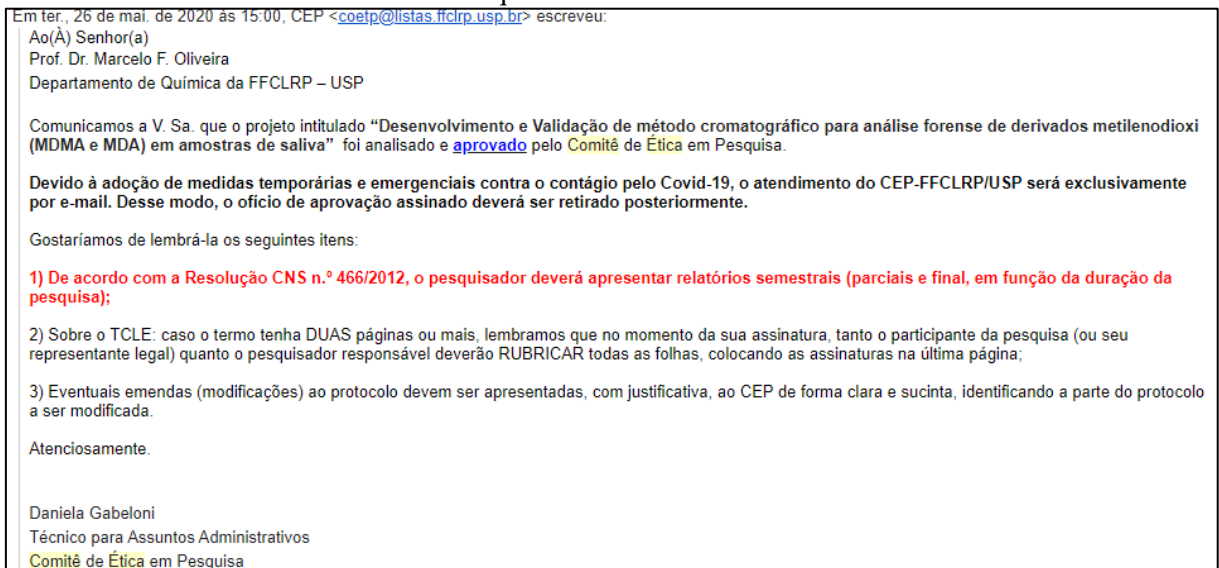 Em ter., 26 de mai. de 2020 às 15:00, CEP <coetp@listas.ffclrp.usp.br> escreveu:
Ao(À) Senhor(a)
Prof. Dr. Marcelo F. Oliveira
Departamento de Química da FFCLRP – USP
Comunicamos a V. Sa. que o projeto intitulado “Desenvolvimento e Validação de método cromatográfico para análise forense de derivados metilenodioxi
(MDMA e MDA) em amostras de saliva” foi analisado e aprovado pelo Comitê de Ética em Pesquisa.
Devido à adoção de medidas temporárias e emergenciais contra o contágio pelo Covid-19, o atendimento do CEP-FFCLRP/USP será exclusivamente
por e-mail. Desse modo, o ofício de aprovação assinado deverá ser retirado posteriormente.
Gostaríamos de lembrá-la os seguintes itens:
1) De acordo com a Resolução CNS n.º 466/2012, o pesquisador deverá apresentar relatórios semestrais (parciais e final, em função da duração da
pesquisa);
2) Sobre o TCLE: caso o termo tenha DUAS páginas ou mais, lembramos que no momento da sua assinatura, tanto o participante da pesquisa (ou seu
representante legal) quanto o pesquisador responsável deverão RUBRICAR todas as folhas, colocando as assinaturas na última página;
3) Eventuais emendas (modificações) ao protocolo devem ser apresentadas, com justificativa, ao CEP de forma clara e sucinta, identificando a parte do protocolo
a ser modificada.
Atenciosamente.
Daniela Gabeloni
Técnico para Assuntos Administrativos
Comitê de Ética em Pesquisa